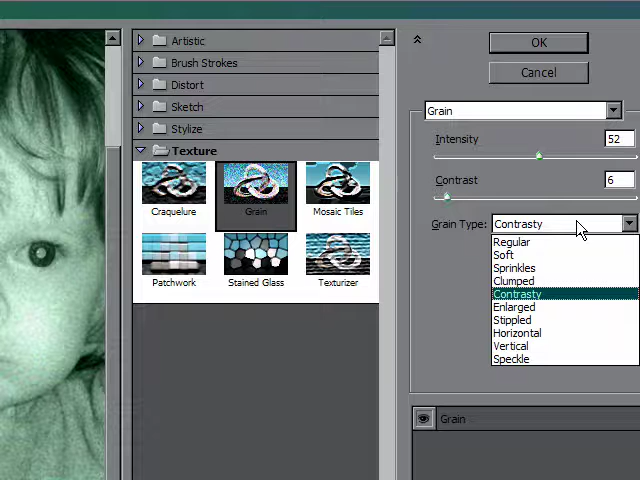 Artistic
Brush Strokes
Distort
Sketch
Stylize
Texture
Craquelure
Grain
Mosaic Tiles
Patchwork
Stained Glass
Texturizer
OK
Cancel
Grain
Intensity
52
Contrast
6
Grain Type:
Contrasty
Regular
Soft
Sprinkles
Clumped
Contrasty
Enlarged
Stippled
Horizontal
Vertical
Speckle
Grain